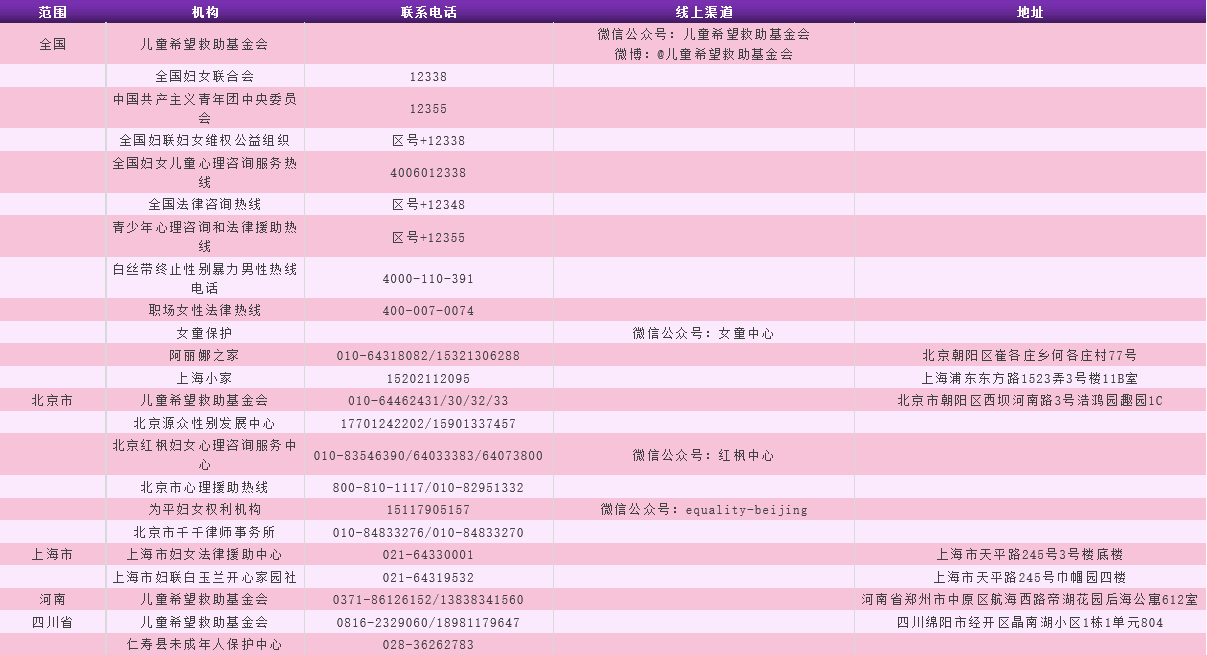 范围 机构 联系电话 线上渠道 地址
全国 儿童希望救助基金会 微信公众号：儿童希望救助基金会
微博：@儿童希望救助基金会
全国妇女联合会 12338
中国共产主义青年团中央委员
会 12355
全国妇联妇女维权公益组织 区号+12338
全国妇女儿童心理咨询服务热
线 4006012338
全国法律咨询热线 区号+12348
青少年心理咨询和法律援助热
线 区号+12355
白丝带终止性别暴力男性热线
电话 4000-110-391
职场女性法律热线 400-007-0074
女童保护 微信公众号：女童中心
阿丽娜之家 010-64318082/15321306288 北京朝阳区崔各庄乡何各庄村77号
上海小家 15202112095 上海浦东东方路1523弄3号楼11B室
北京市 儿童希望救助基金会 010-64462431/30/32/33 北京市朝阳区西坝河南路3号浩鸿园趣园1C
北京源众性别发展中心 17701242202/15901337457
北京红枫妇女心理咨询服务中
心 010-83546390/64033383/64073800 微信公众号：红枫中心
北京市心理援助热线 800-810-1117/010-82951332
为平妇女权利机构 15117905157 微信公众号：equality-beijing
北京市千千律师事务所 010-84833276/010-84833270
上海市 上海市妇女法律援助中心 021-64330001 上海市天平路245号3号楼底楼
上海市妇联白玉兰开心家园社 021-64319532 上海市天平路245号巾帼园四楼
河南 儿童希望救助基金会 0371-86126152/13838341560 河南省郑州市中原区航海西路帝湖花园后海公寓612室
四川省 儿童希望救助基金会 0816-2329060/18981179647 四川绵阳市经开区晶南湖小区1栋1单元804
仁寿县未成年人保护中心 028-36262783